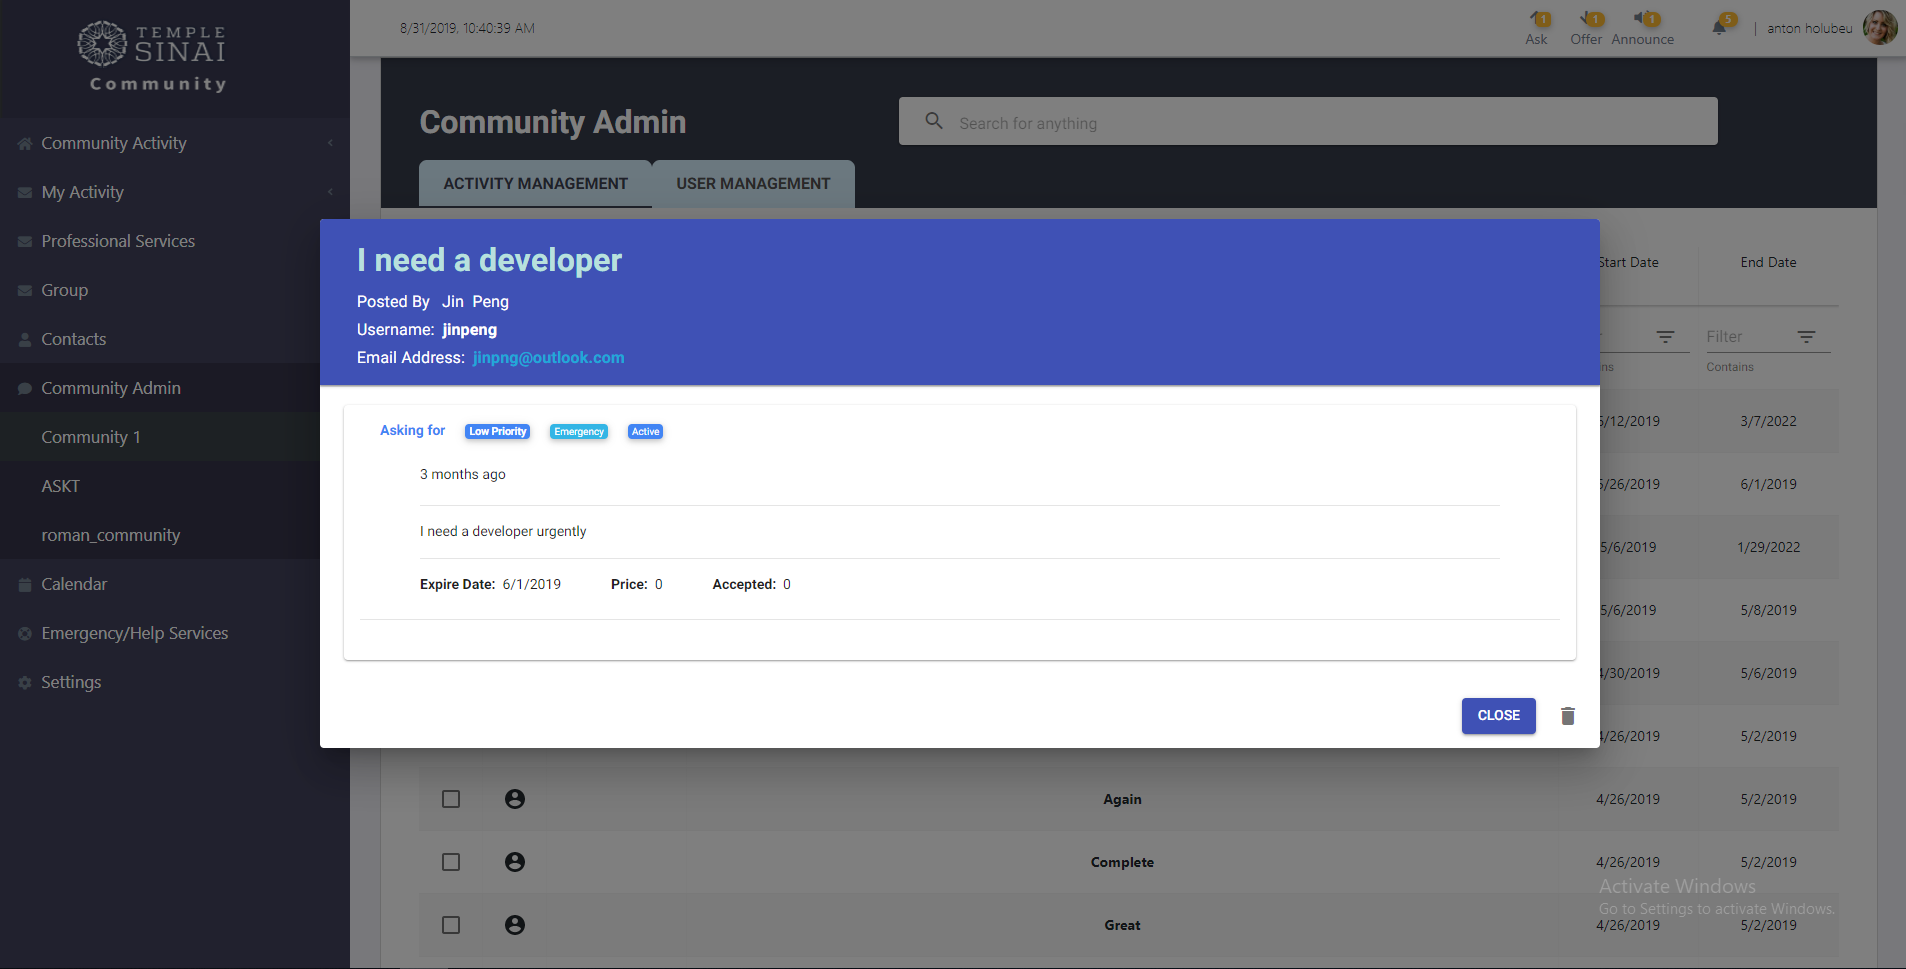 TEMPLE
SINAI
Community
8/31/2019, 10:40:39 AM
1
Ask
1
Offer
1
Announce
5
anton holubeu
Community Activity
My Activity
Professional Services
Group
Contacts
Community Admin
Community 1
ASKT
roman_community
Calendar
Emergency/Help Services
Settings
Community Admin
Search for anything
ACTIVITY MANAGEMENT
USER MANAGEMENT
I need a developer
Posted By Jin Peng
Username: jinpeng
Email Address: jinpng@outlook.com
Asking for Low Priority Emergency Active
3 months ago
I need a developer urgently
Expire Date: 6/1/2019 Price: 0 Accepted: 0
CLOSE
Start Date End Date
Filter
Contains
/12/2019 3/7/2022
/26/2019 6/1/2019
5/6/2019 1/29/2022
5/6/2019 5/8/2019
/30/2019 5/6/2019
/26/2019 5/2/2019
Again 4/26/2019 5/2/2019
Complete 4/26/2019 5/2/2019
Activate Windows
Go to Settings to activate Windows.
Great 4/26/2019 5/2/2019